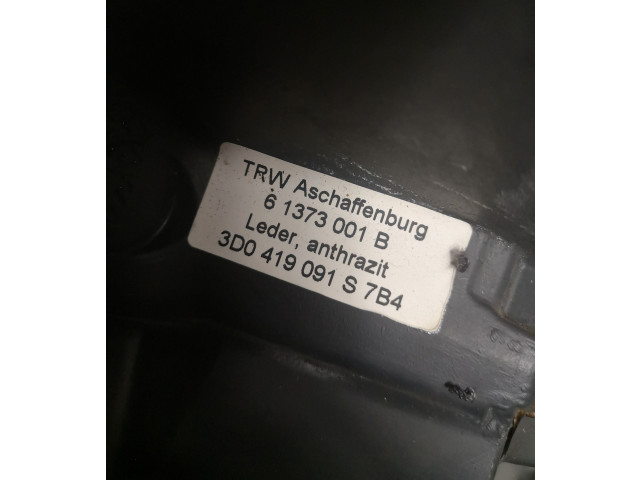 TRW Aschaffenburg
6 1373 001 B
Leder, anthrazit
3D0 419 091 S 7B4